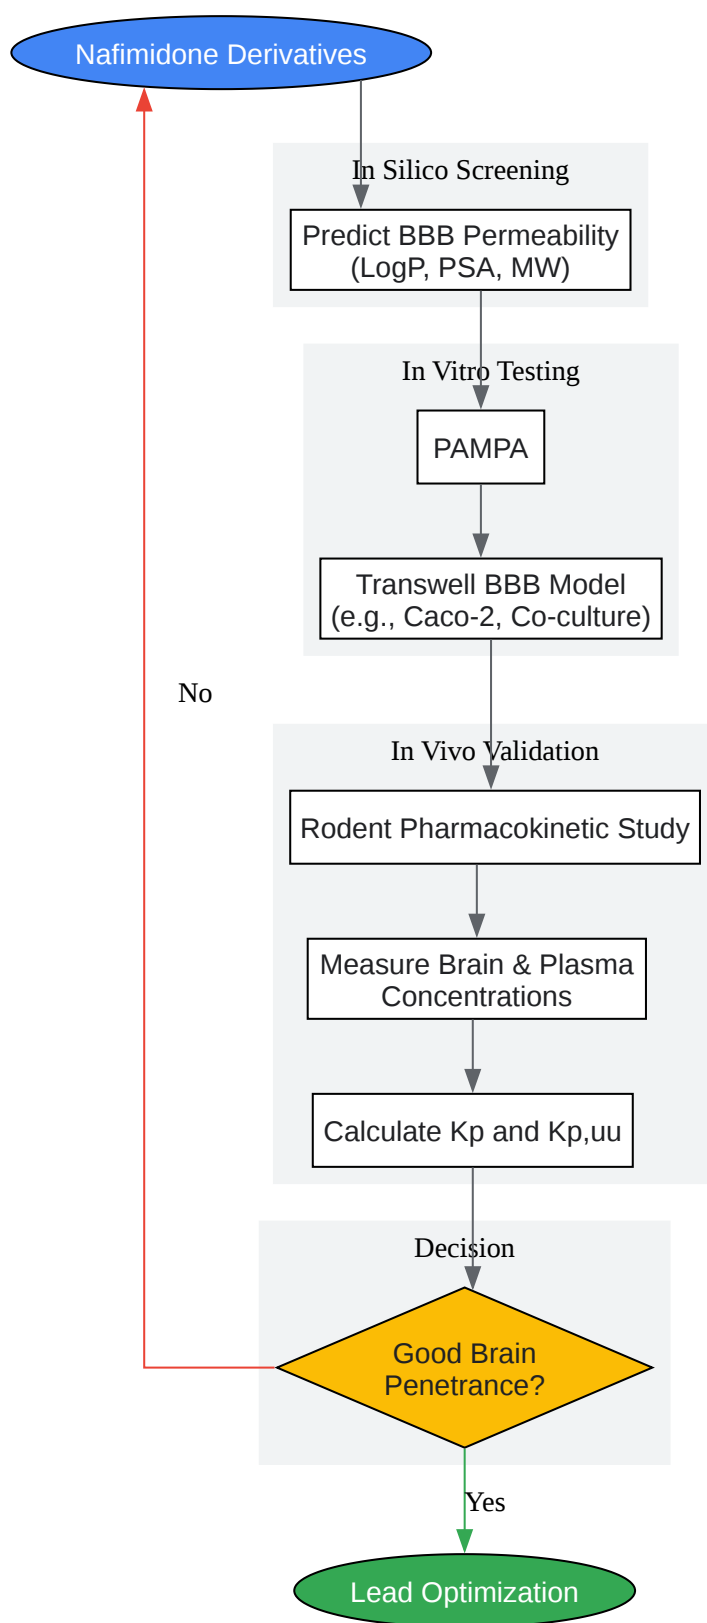 Nafimidone Derivatives
In Silico Screening
Predict BBB Permeability
(LogP, PSA, MW)
In Vitro Testing
PAMPA
Transwell BBB Model
(e.g., Caco-2, Co-culture)
No
In Vivo Validation
Rodent Pharmacokinetic Study
Measure Brain & Plasma
Concentrations
Calculate Kp and Kp,uu
Decision
Good Brain
Penetrance?
Yes
Lead Optimization